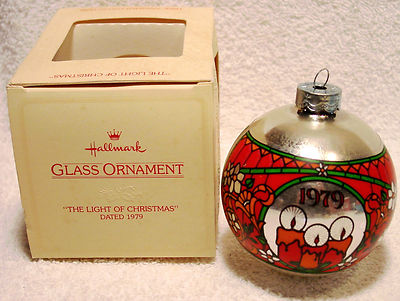 "THE LIGHT OF CHRISTMAS"
Hallmark
GLASS ORNAMENT
"THE LIGHT OF CHRISTMAS"
DATED 1979
1979